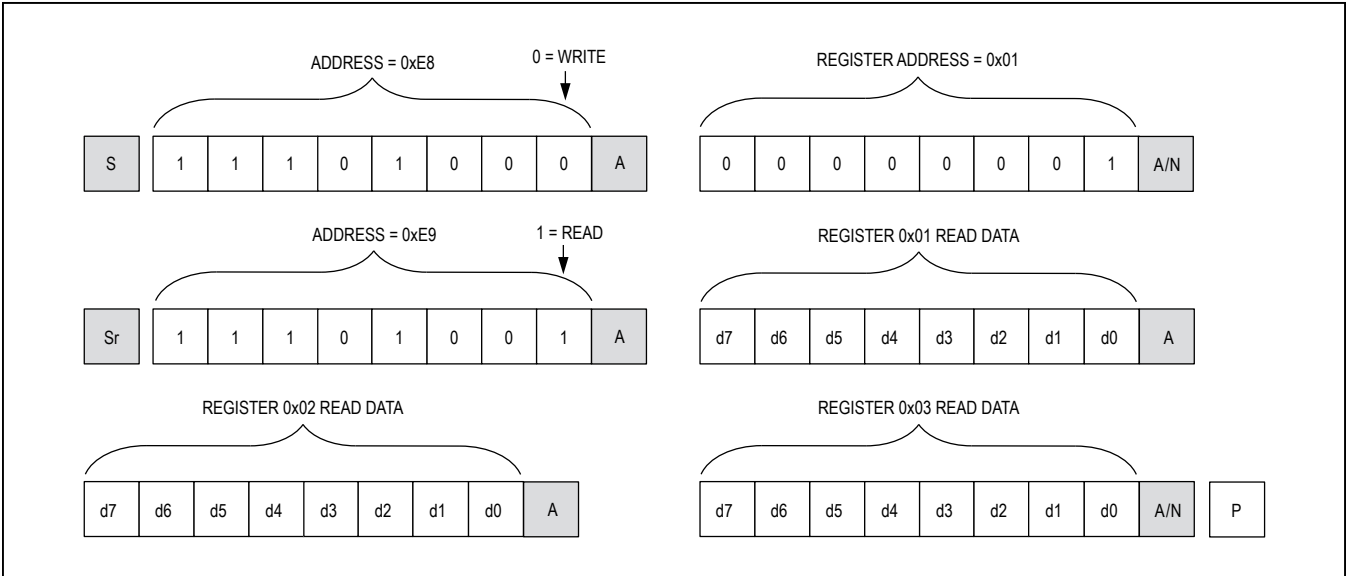 ADDRESS = 0xE8 0 = WRITE REGISTER ADDRESS = 0x01
S 1 1 1 0 1 0 0 0 A 0 0 0 0 0 0 0 1 A/N
ADDRESS = 0xE9 1 = READ REGISTER 0x01 READ DATA
Sr 1 1 1 0 1 0 0 1 A d7 d6 d5 d4 d3 d2 d1 d0 A
REGISTER 0x02 READ DATA REGISTER 0x03 READ DATA
d7 d6 d5 d4 d3 d2 d1 d0 A d7 d6 d5 d4 d3 d2 d1 d0 A/N P